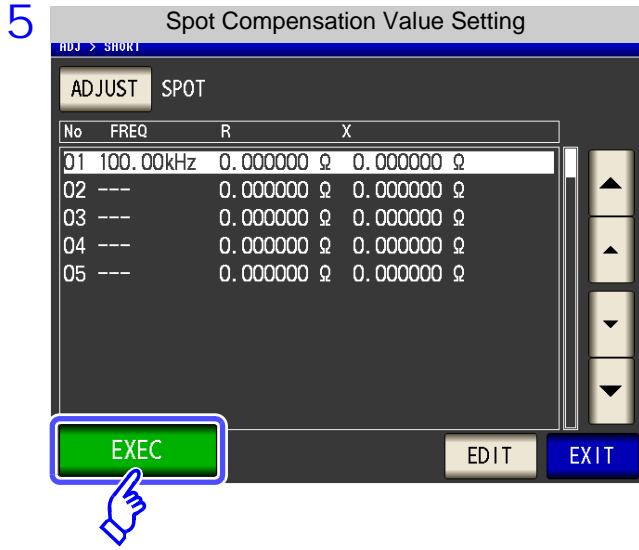 5
Spot Compensation Value Setting
ADJ > SHORT
ADJUST SPOT
No FREQ R X
01 100.00kHz 0.000000 Ω 0.000000 Ω
02 --- 0.000000 Ω 0.000000 Ω
03 --- 0.000000 Ω 0.000000 Ω
04 --- 0.000000 Ω 0.000000 Ω
05 --- 0.000000 Ω 0.000000 Ω
EXEC EDIT EXIT